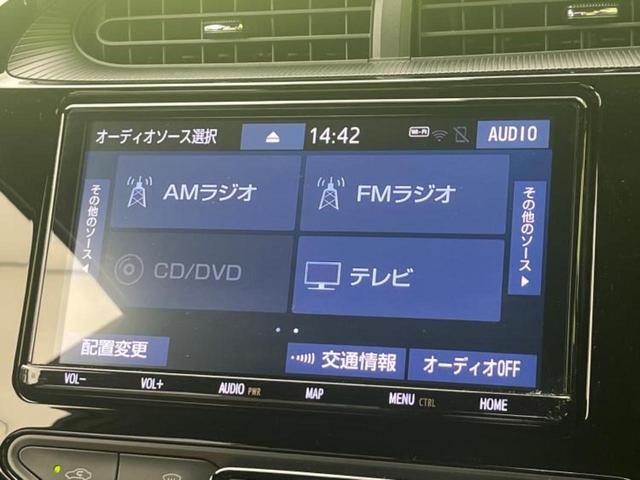 オーディオソース選択 14:42 Wi-Fi AUDIO
その他のソース
AMラジオ FMラジオ
その他のソース
CD/DVD テレビ
配置変更 交通情報 オーディオOFF
VOL- VOL+ AUDIO PWR MAP MENU CTRL HOME